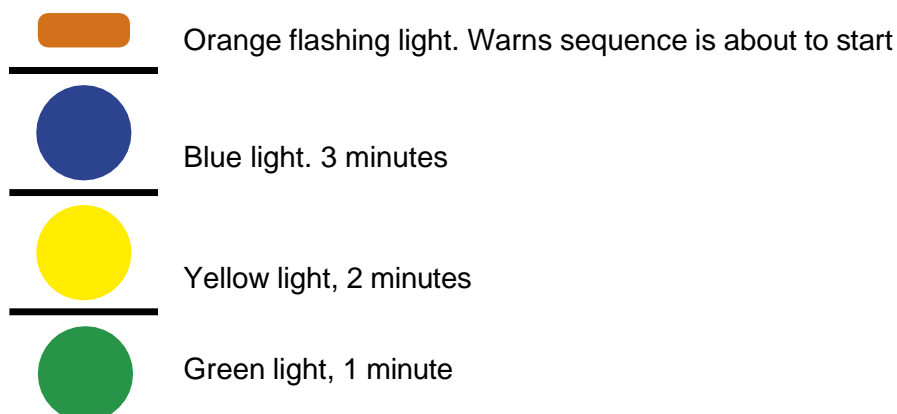 Orange flashing light. Warns sequence is about to start
Blue light. 3 minutes
Yellow light, 2 minutes
Green light, 1 minute